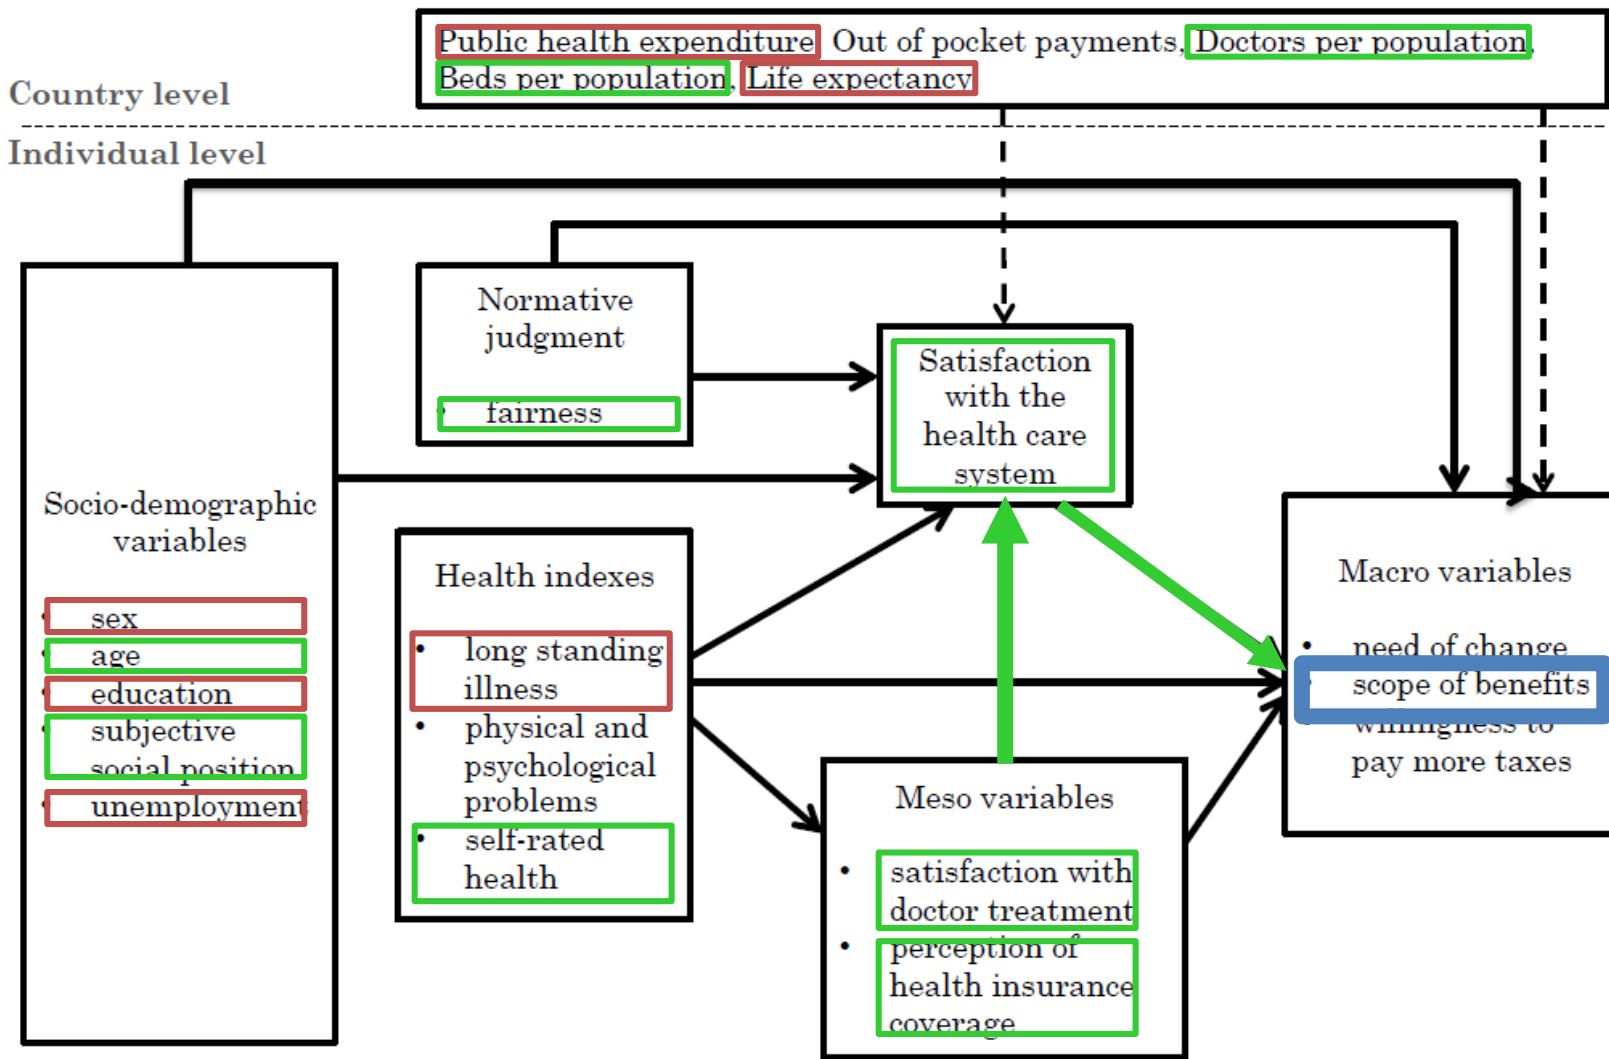 Public health expenditure Out of pocket payments, Doctors per population,
Beds per population, Life expectancy
Country level
Individual level
Normative
judgment
• fairness
Satisfaction
with the
health care
system
Socio-demographic
variables
• sex
• age
• education
• subjective
social position
• unemployment
Health indexes
• long standing
illness
• physical and
psychological
problems
• self-rated
health
Meso variables
• satisfaction with
doctor treatment
• perception of
health insurance
coverage
Macro variables
• need of change
• scope of benefits
• willingness to
pay more taxes